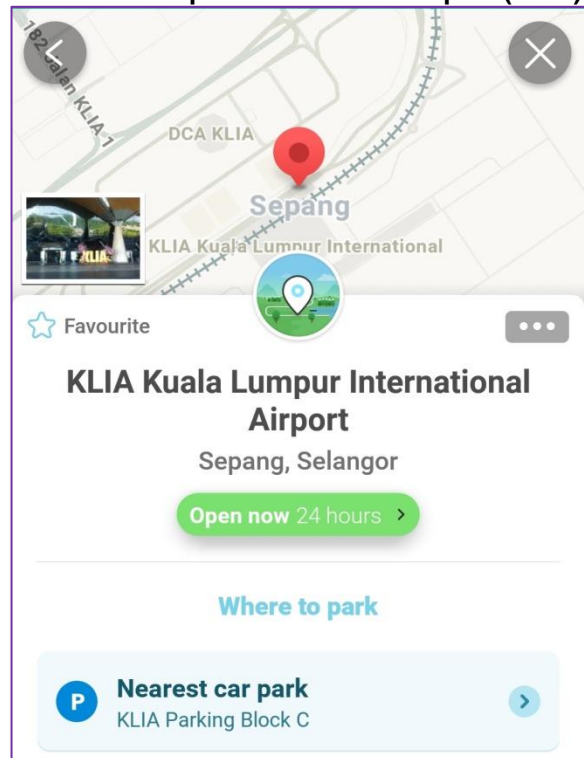 182 Jalan KLIA 1
DCA KLIA
Sepang
KLIA Kuala Lumpur International
KLIA
Favourite
KLIA Kuala Lumpur International
Airport
Sepang, Selangor
Open now 24 hours
Where to park
P
Nearest car park
KLIA Parking Block C